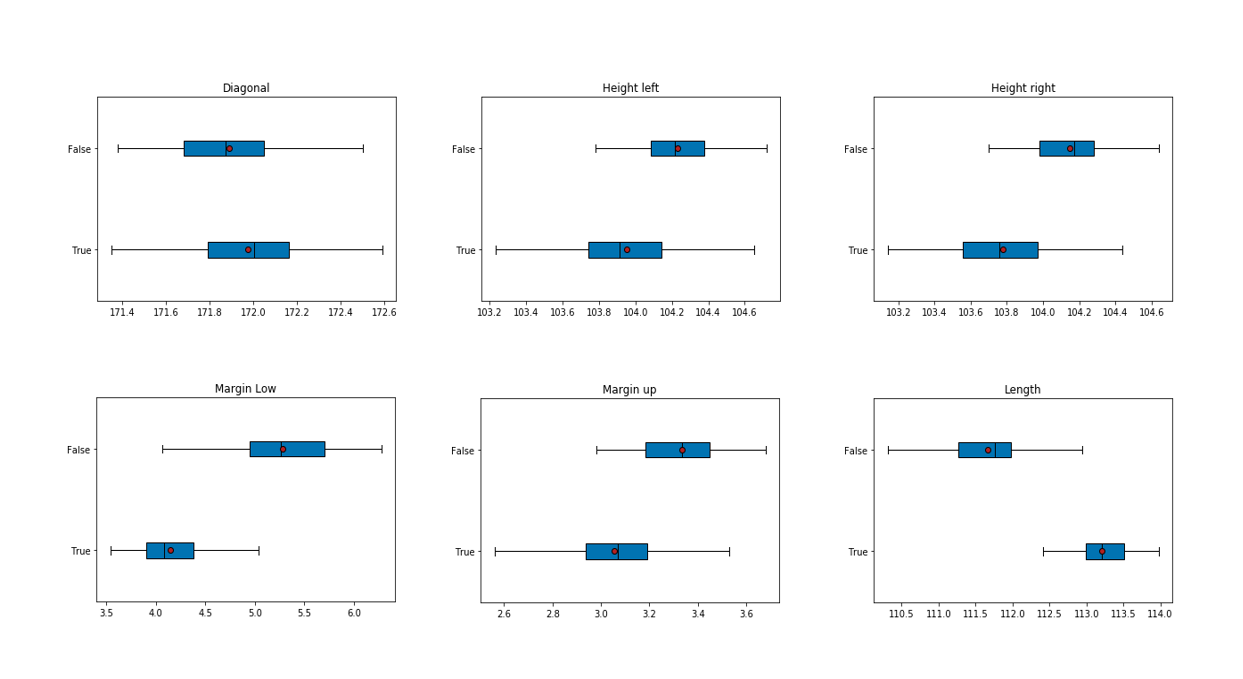 Diagonal
False
True
171.4 171.6 171.8 172.0 172.2 172.4 172.6
Height left
False
True
103.2 103.4 103.6 103.8 104.0 104.2 104.4 104.6
Height right
False
True
103.2 103.4 103.6 103.8 104.0 104.2 104.4 104.6
Margin Low
False
True
3.5 4.0 4.5 5.0 5.5 6.0
Margin up
False
True
2.6 2.8 3.0 3.2 3.4 3.6
Length
False
True
110.5 111.0 111.5 112.0 112.5 113.0 113.5 114.0